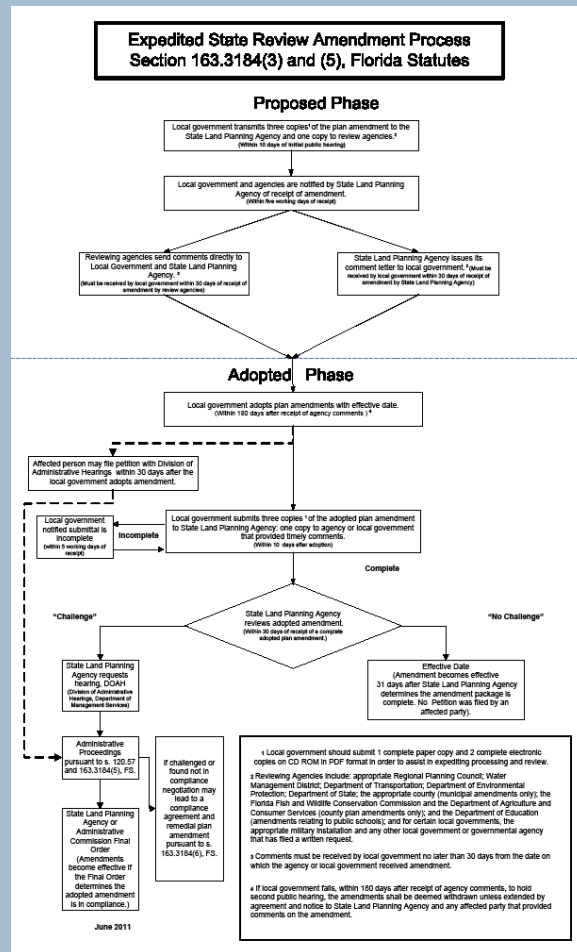 Expedited State Review Amendment Process
Section 163.3184(3) and (5), Florida Statutes
Proposed Phase
Local government transmits three copies¹ of the plan amendment to the
State Land Planning Agency and one copy to review agencies.²
(Within 10 days of initial public hearing)
Local government and agencies are notified by State Land Planning
Agency of receipt of amendment.
(Within five working days of receipt)
Reviewing agencies send comments directly to
Local Government and State Land Planning
Agency. ³
(Must be received by local government within 30 days of receipt of
amendment by review agencies)
State Land Planning Agency issues its
comment letter to local government. ³ (Must be
received by local government within 30 days of receipt of
amendment by State Land Planning Agency)
Adopted Phase
Local government adopts plan amendments with effective date.
(Within 180 days after receipt of agency comments ) ⁴
Affected person may file petition with Division of
Administrative Hearings within 30 days after the
local government adopts amendment.
Local government
notified submittal is
incomplete
(within 5 working days of
receipt)
Incomplete
Local government submits three copies ¹ of the adopted plan amendment
to State Land Planning Agency: one copy to agency or local government
that provided timely comments.
(Within 10 days after adoption)
Complete
State Land Planning Agency
reviews adopted amendment.
(Within 30 days of receipt of a complete
adopted plan amendment.)
"Challenge"
"No Challenge"
State Land Planning
Agency requests
hearing, DOAH
(Division of Administrative
Hearings, Department of
Management Services)
Effective Date
(Amendment becomes effective
31 days after State Land Planning Agency
determines the amendment package is
complete. No Petition was filed by an
affected party).
Administrative
Proceedings
pursuant to s. 120.57
and 163.3184(5), FS.
If challenged or
found not in
compliance
negotiation may
lead to a
compliance
agreement and
remedial plan
amendment
pursuant to s.
163.3184(6), FS.
State Land Planning
Agency or
Administrative
Commission Final
Order
(Amendments
become effective if
the Final Order
determines the
adopted amendment
is in compliance.)
June 2011
1 Local government should submit 1 complete paper copy and 2 complete electronic
copies on CD ROM in PDF format in order to assist in expediting processing and review.
2 Reviewing Agencies include: appropriate Regional Planning Council; Water
Management District; Department of Transportation; Department of Environmental
Protection; Department of State; the appropriate county (municipal amendments only); the
Florida Fish and Wildlife Conservation Commission and the Department of Agriculture and
Consumer Services (county plan amendments only); and the Department of Education
(amendments relating to public schools); and for certain local governments, the
appropriate military installation and any other local government or governmental agency
that has filed a written request.
3 Comments must be received by local government no later than 30 days from the date on
which the agency or local government received amendment.
4 If local government fails, within 180 days after receipt of agency comments, to hold
second public hearing, the amendments shall be deemed withdrawn unless extended by
agreement and notice to State Land Planning Agency and any affected party that provided
comments on the amendment.